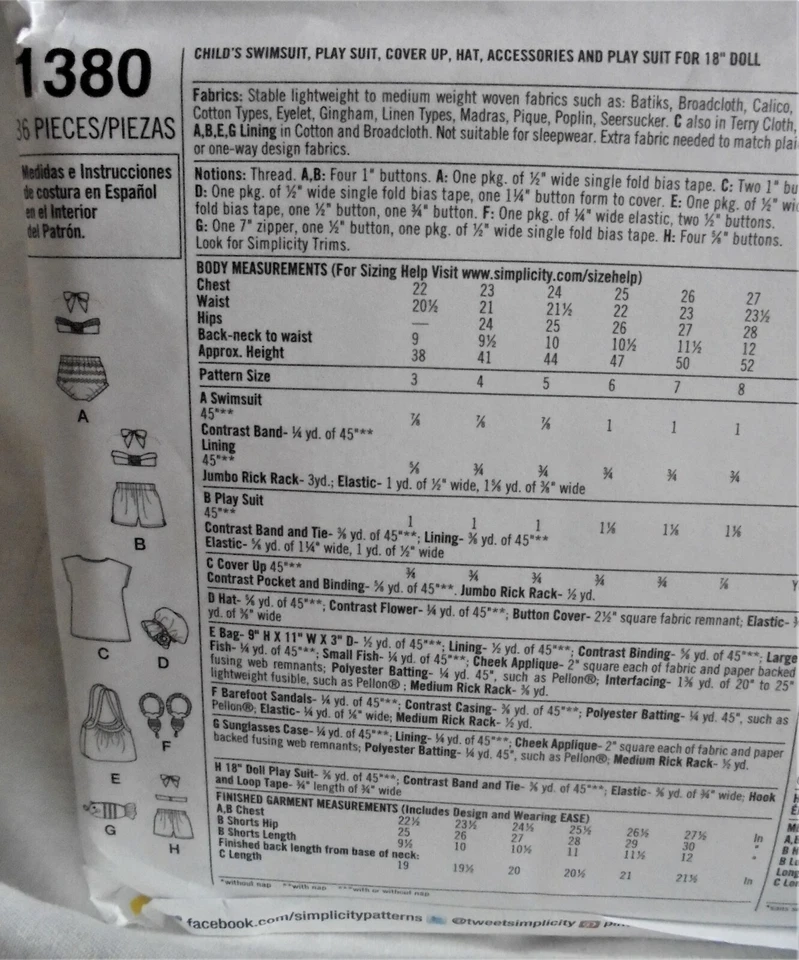 1380
36 PIECES/PIEZAS
Medidas e Instrucciones
de costura en Español
en el Interior
del Patrón.
A
B
C
D
E
F
G
H
CHILD'S SWIMSUIT, PLAY SUIT, COVER UP, HAT, ACCESSORIES AND PLAY SUIT FOR 18" DOLL
Fabrics: Stable lightweight to medium weight woven fabrics such as: Batiks, Broadcloth, Calico,
Cotton Types, Eyelet, Gingham, Linen Types, Madras, Pique, Poplin, Seersucker. C also in Terry Cloth,
A,B,E,G Lining in Cotton and Broadcloth. Not suitable for sleepwear. Extra fabric needed to match plai
or one-way design fabrics.
Notions: Thread. A,B: Four 1" buttons. A: One pkg. of ½" wide single fold bias tape. C: Two 1" bu
D: One pkg. of ½" wide single fold bias tape, one 1¼" button form to cover. E: One pkg. of ½" wi
fold bias tape, one ½" button, one ¾" button. F: One pkg. of ¼" wide elastic, two ½" buttons.
G: One 7" zipper, one ½" button, one pkg. of ½" wide single fold bias tape. H: Four ⅝" buttons.
Look for Simplicity Trims.
BODY MEASUREMENTS (For Sizing Help Visit www.simplicity.com/sizehelp)
Chest 22 23 24 25 26 27
Waist 20½ 21 21½ 22 23 23½
Hips — 24 25 26 27 28
Back-neck to waist 9 9½ 10 10½ 11½ 12
Approx. Height 38 41 44 47 50 52
Pattern Size 3 4 5 6 7 8
A Swimsuit
45"*** ⅞ ⅞ ⅞ 1 1 1
Contrast Band- ¼ yd. of 45"***
Lining
45"*** ⅝ ¾ ¾ ¾ ¾ ¾
Jumbo Rick Rack- 3yd.; Elastic- 1 yd. of ½" wide, yd. of ⅜" wide
B Play Suit
45"*** 1 1 1 1⅛ 1⅛ 1⅛
Contrast Band and Tie- yd. of 45"***; Lining- yd. of 45"***
Elastic- yd. of 1¼" wide, 1 yd. of ½" wide
C Cover Up 45"*** ¾ ¾ ¾ ¾ ¾ ⅞ Y
Contrast Pocket and Binding- yd. of 45"***. Jumbo Rick Rack- ½ yd.
D Hat- yd. of 45"***; Contrast Flower- ¼ yd. of 45"***; Button Cover- 2½" square fabric remnant; Elastic-
yd. of ⅜" wide
E Bag- 9" H X 11" W X 3" D- ½ yd. of 45"***; Lining- ½ yd. of 45"***; Contrast Binding- yd. of 45"***; Large
Fish- ¼ yd. of 45"***; Small Fish- ¼ yd. of 45"***; Cheek Applique- 2" square each of fabric and paper backed
fusing web remnants; Polyester Batting- ¼ yd. 45", such as Pellon®; Interfacing- yd. of 20" to 25"
lightweight fusible, such as Pellon®; Medium Rick Rack- yd.
F Barefoot Sandals- ¼ yd. of 45"***; Contrast Casing- yd. of 45"***; Polyester Batting- ¼ yd. 45", such as
Pellon®; Elastic- ¼ yd. of wide; Medium Rick Rack- ½ yd.
G Sunglasses Case- ¼ yd. of 45"***; Lining- ¼ yd. of 45"***; Cheek Applique- 2" square each of fabric and paper
backed fusing web remnants; Polyester Batting- ¼ yd. 45", such as Pellon®; Medium Rick Rack- ½ yd.
H 18" Doll Play Suit- yd. of 45"***; Contrast Band and Tie- yd. of 45"***; Elastic- yd. of ¾" wide; Hook
and Loop Tape- ¾" length of ¾" wide
FINISHED GARMENT MEASUREMENTS (Includes Design and Wearing EASE)
A,B Chest 22½ 23½ 24½ 25½ 26½ 27½ In
B Shorts Hip 25 26 27 28 29 30 "
B Shorts Length 9½ 10 10½ 11 11½ 12 "
Finished back length from base of neck:
C Length 19 19½ 20 20½ 21 21½ In
*without nap **with nap ***with or without nap
facebook.com/simplicitypatterns @tweetsimplicity